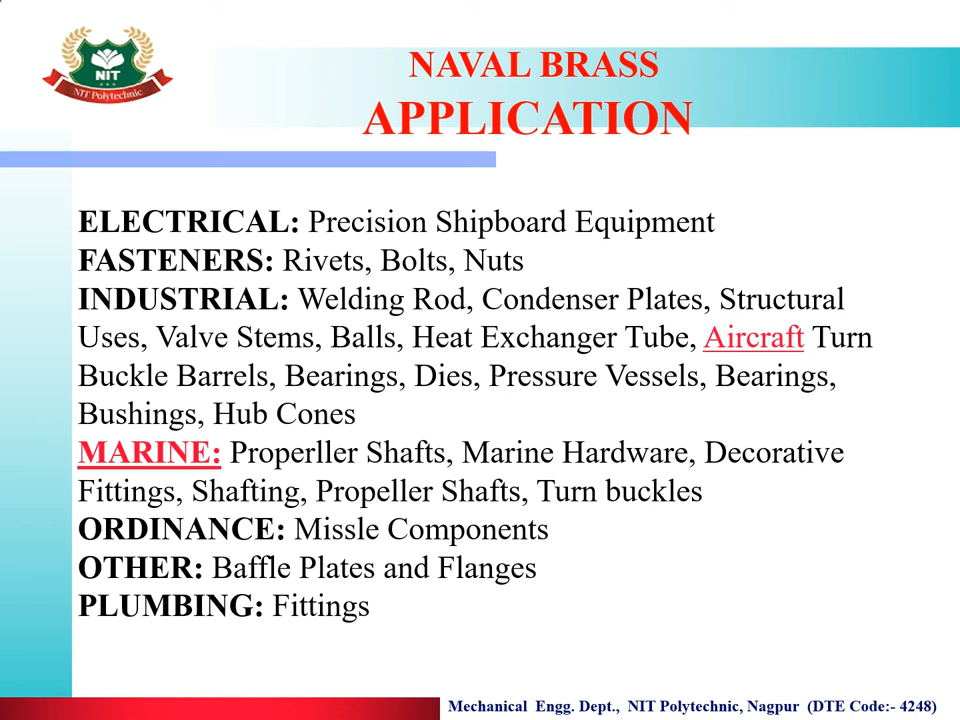 NIT
NIT Polytechnic
NAVAL BRASS
APPLICATION
ELECTRICAL: Precision Shipboard Equipment
FASTENERS: Rivets, Bolts, Nuts
INDUSTRIAL: Welding Rod, Condenser Plates, Structural
Uses, Valve Stems, Balls, Heat Exchanger Tube, Aircraft Turn
Buckle Barrels, Bearings, Dies, Pressure Vessels, Bearings,
Bushings, Hub Cones
MARINE: Properller Shafts, Marine Hardware, Decorative
Fittings, Shafting, Propeller Shafts, Turn buckles
ORDINANCE: Missle Components
OTHER: Baffle Plates and Flanges
PLUMBING: Fittings
Mechanical Engg. Dept., NIT Polytechnic, Nagpur (DTE Code:- 4248)